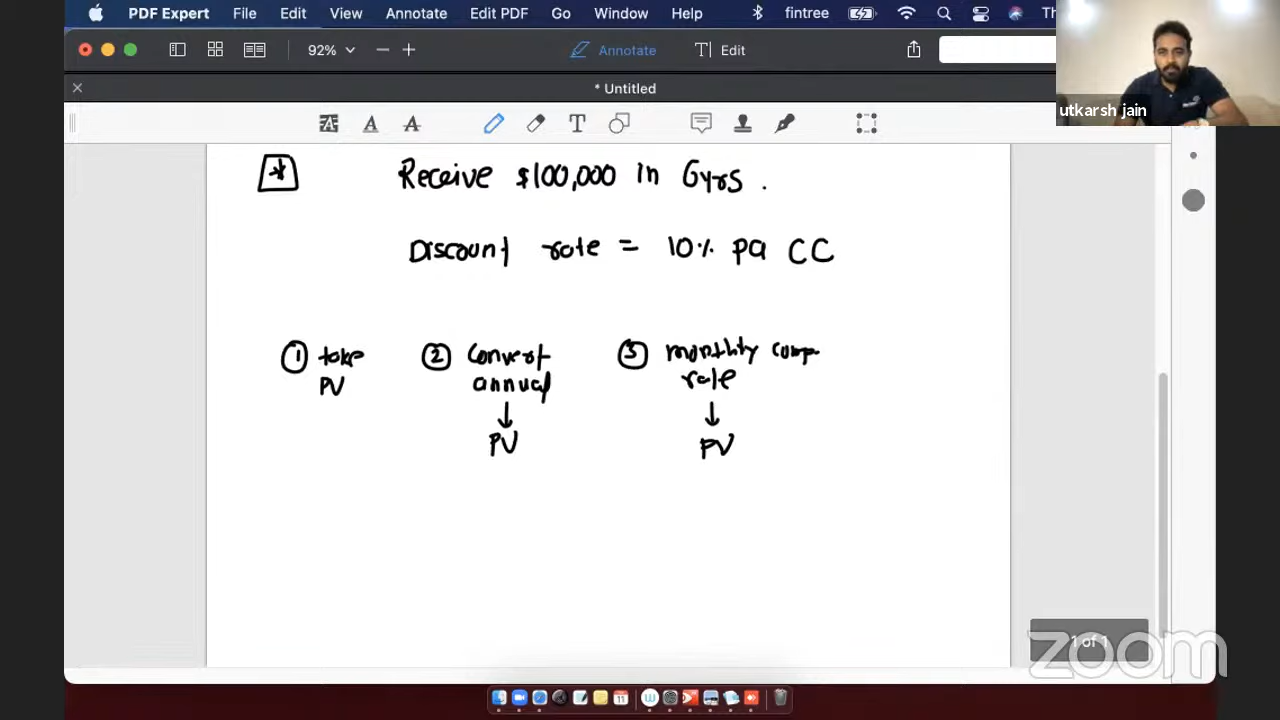 PDF Expert File Edit View Annotate Edit PDF Go Window Help fintree Th
92% Annotate Edit
* Untitled
utkarsh jain
* Receive $100,000 in 6yrs.
Discount rate = 10% pa CC
① take ② convert ③ monthly comp
PV annual rate
PV PV
1 of 1
zoom